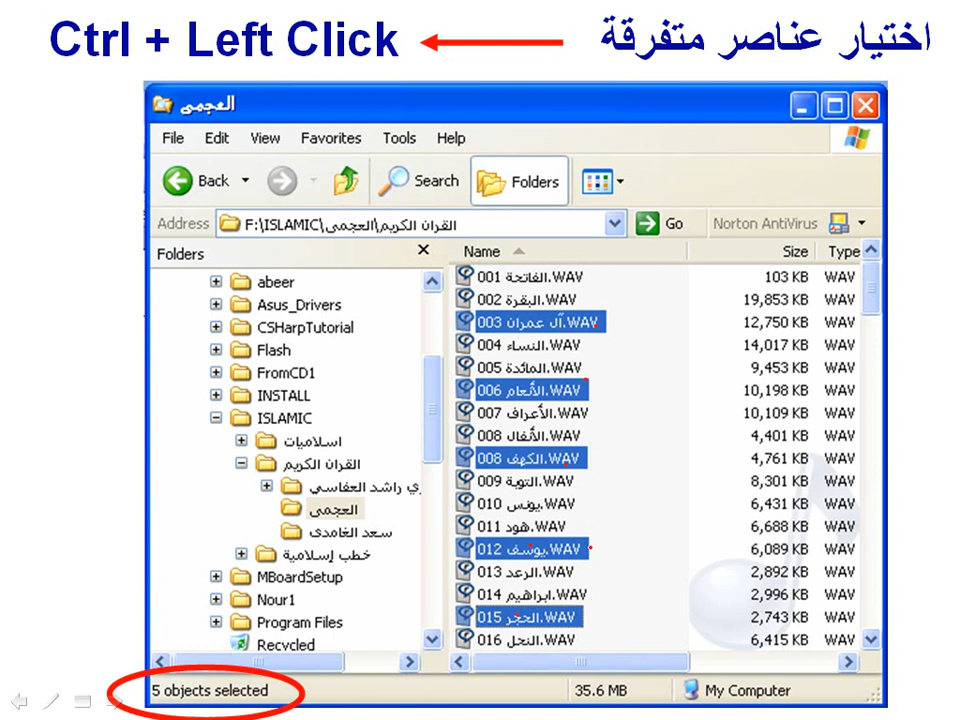 Ctrl + Left Click ← اختيار عناصر متفرقة
العجمى
File Edit View Favorites Tools Help
Back Search Folders
Address F:\ISLAMIC\القران الكريم\العجمى Go Norton AntiVirus
Folders
abeer
Asus_Drivers
CSHarpTutorial
Flash
FromCD1
INSTALL
ISLAMIC
اسلاميات
القران الكريم
ي راشد العفاسي
العجمى
سعد الغامدى
خطب إسلامية
MBoardSetup
Nour1
Program Files
Recycled
Name Size Type
001 الفاتحة.WAV 103 KB WAV
002 البقرة.WAV 19,853 KB WAV
003 آل عمران.WAV 12,750 KB WAV
004 النساء.WAV 14,017 KB WAV
005 المائدة.WAV 9,453 KB WAV
006 الأنعام.WAV 10,198 KB WAV
007 الأعراف.WAV 10,109 KB WAV
008 الأنفال.WAV 4,401 KB WAV
008 الكهف.WAV 4,761 KB WAV
009 التوبة.WAV 8,301 KB WAV
010 يونس.WAV 6,431 KB WAV
011 هود.WAV 6,688 KB WAV
012 يوسف.WAV 6,089 KB WAV
013 الرعد.WAV 2,892 KB WAV
014 ابراهيم.WAV 2,996 KB WAV
015 الحجر.WAV 2,743 KB WAV
016 النحل.WAV 6,415 KB WAV
5 objects selected 35.6 MB My Computer